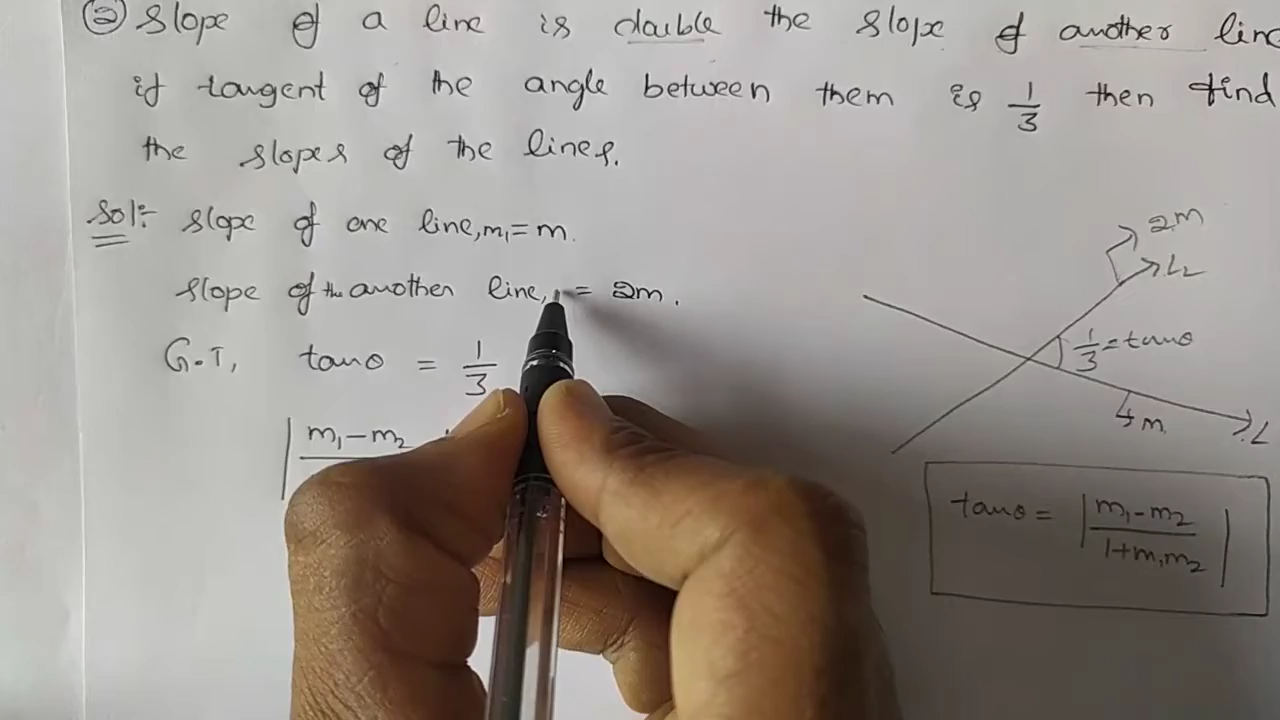 ② Slope of a line is double the slope of another line
if tangent of the angle between them is 1/3 then find
the slopes of the lines.
Sol:- slope of one line, m₁ = m.
slope of the another line, = 2m.
G.T, tanθ = 1/3
| m₁ - m₂
2m
L₂
1/3 = tanθ
m
L
tanθ = | m₁ - m₂ / 1 + m₁m₂ |